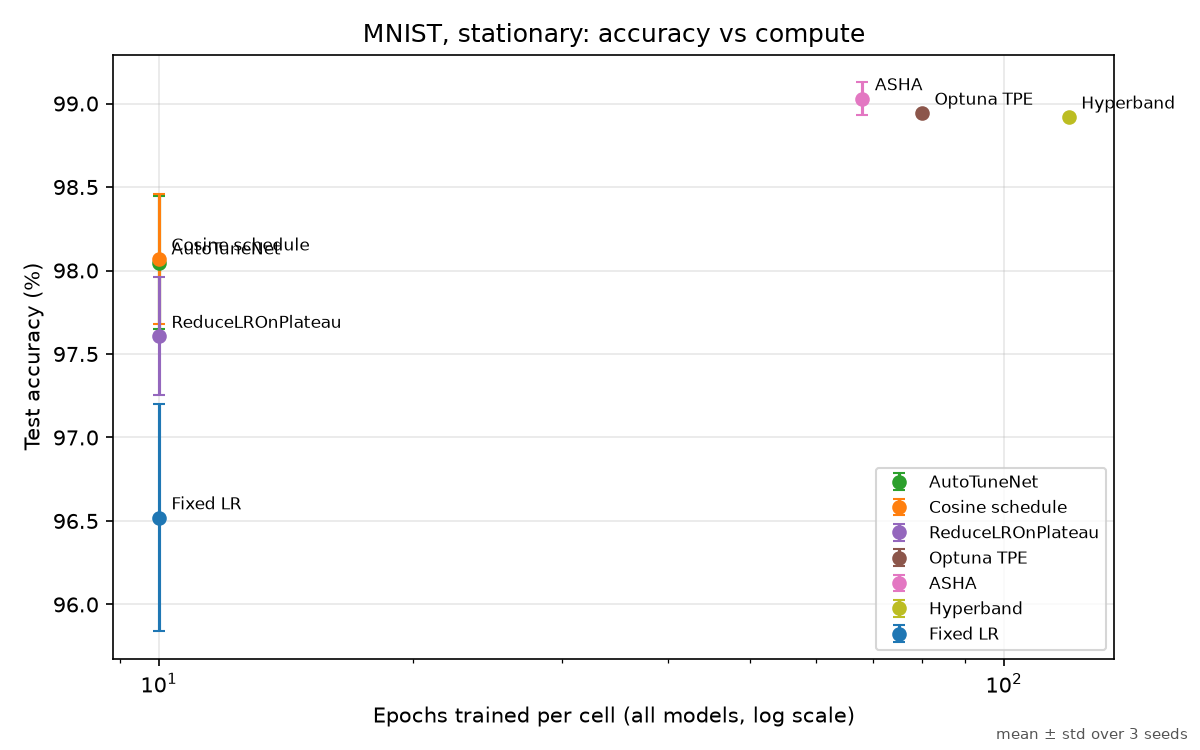 MNIST, stationary: accuracy vs compute
Test accuracy (%)
99.0
98.5
98.0
97.5
97.0
96.5
96.0
ASHA
Optuna TPE
Hyperband
Cosine schedule
AutoTuneNet
ReduceLROnPlateau
Fixed LR
AutoTuneNet
Cosine schedule
ReduceLROnPlateau
Optuna TPE
ASHA
Hyperband
Fixed LR
10¹
10²
Epochs trained per cell (all models, log scale)
mean ± std over 3 seeds